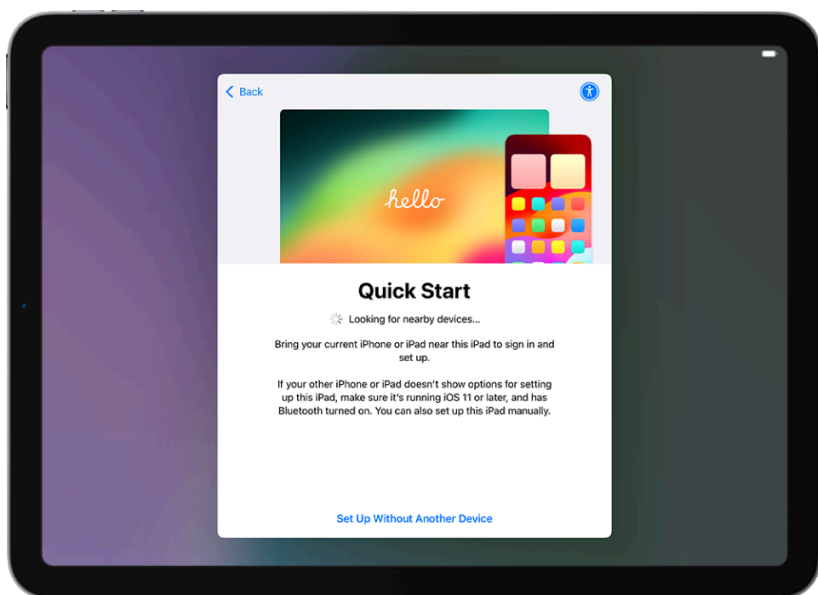 Back
hello
Quick Start
Looking for nearby devices...
Bring your current iPhone or iPad near this iPad to sign in and
set up.
If your other iPhone or iPad doesn't show options for setting
up this iPad, make sure it's running iOS 11 or later, and has
Bluetooth turned on. You can also set up this iPad manually.
Set Up Without Another Device